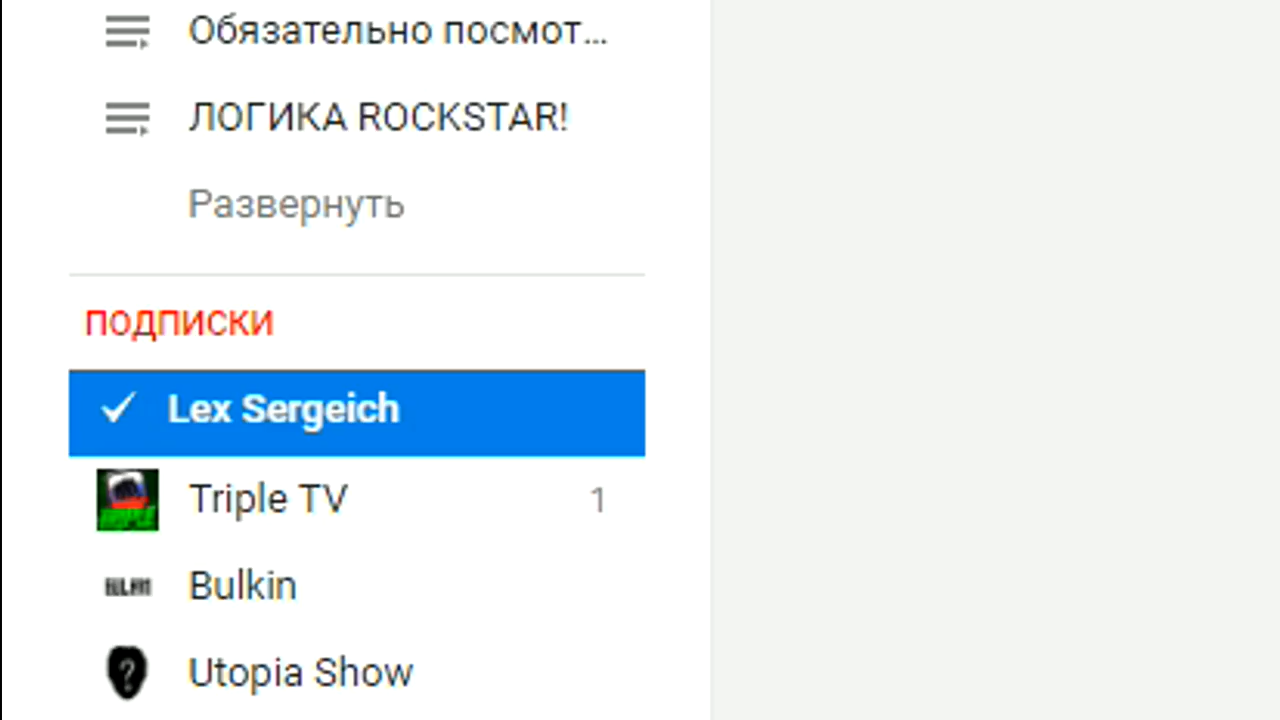 Обязательно посмот...
ЛОГИКА ROCKSTAR!
Развернуть
ПОДПИСКИ
Lex Sergeich
Triple TV 1
Bulkin
Utopia Show